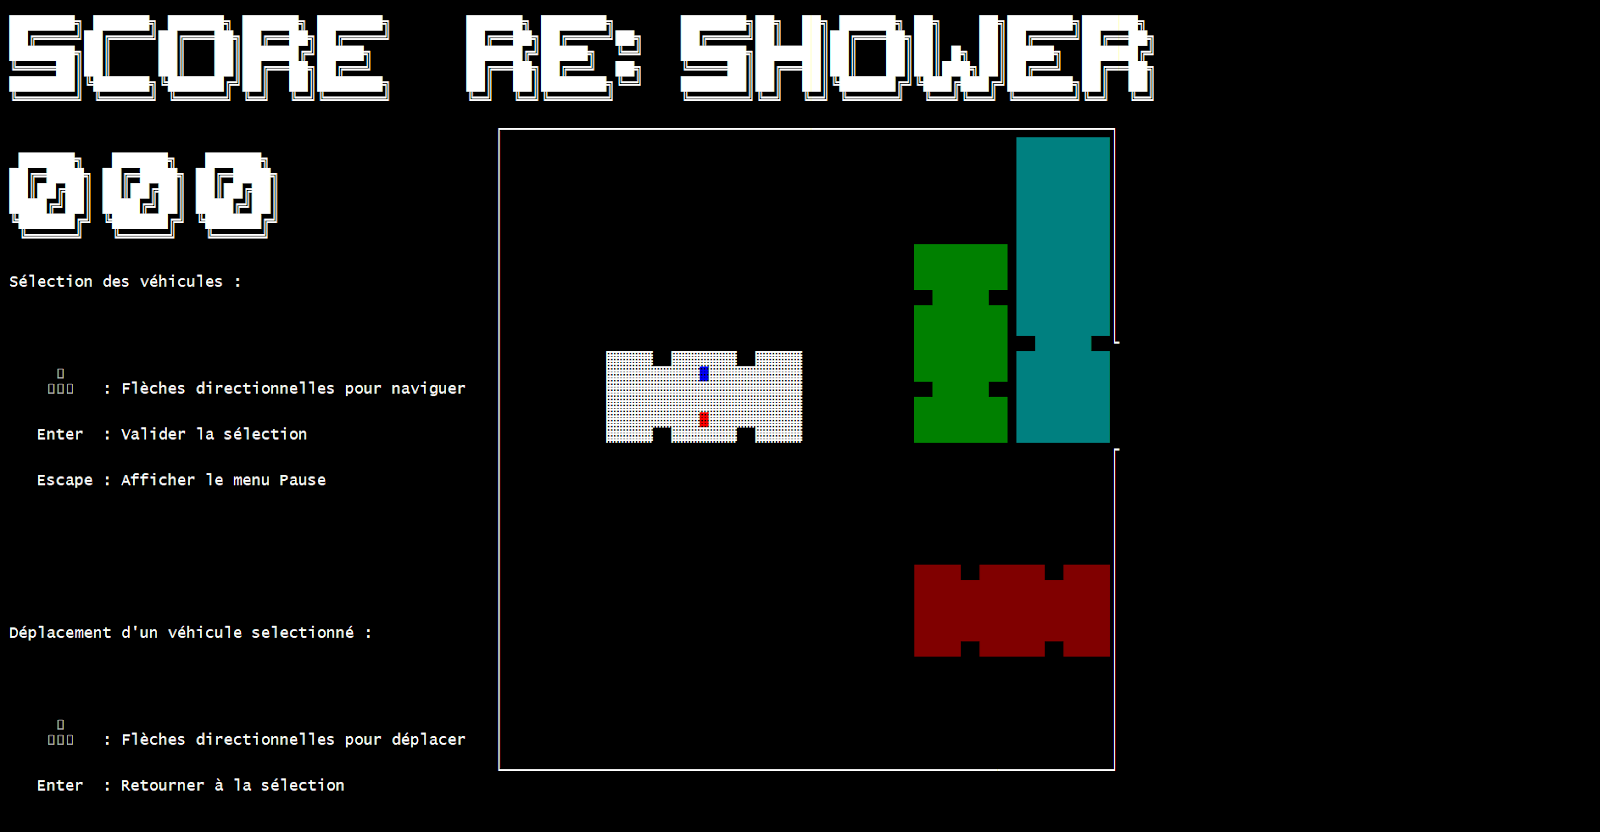 SCORE RE: SHOWER
000
Sélection des véhicules :
: Flèches directionnelles pour naviguer
Enter : Valider la sélection
Escape : Afficher le menu Pause
Déplacement d'un véhicule selectionné :
: Flèches directionnelles pour déplacer
Enter : Retourner à la sélection